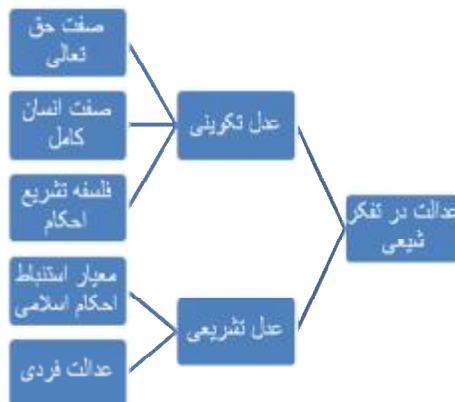 عدالت در تفکر
شیعی
عدل تکوینی
صفت حق
تعالی
صفت انسان
کامل
فلسفه تشریع
احکام
عدل تشریعی
معیار استنباط
احکام اسلامی
عدالت فردی